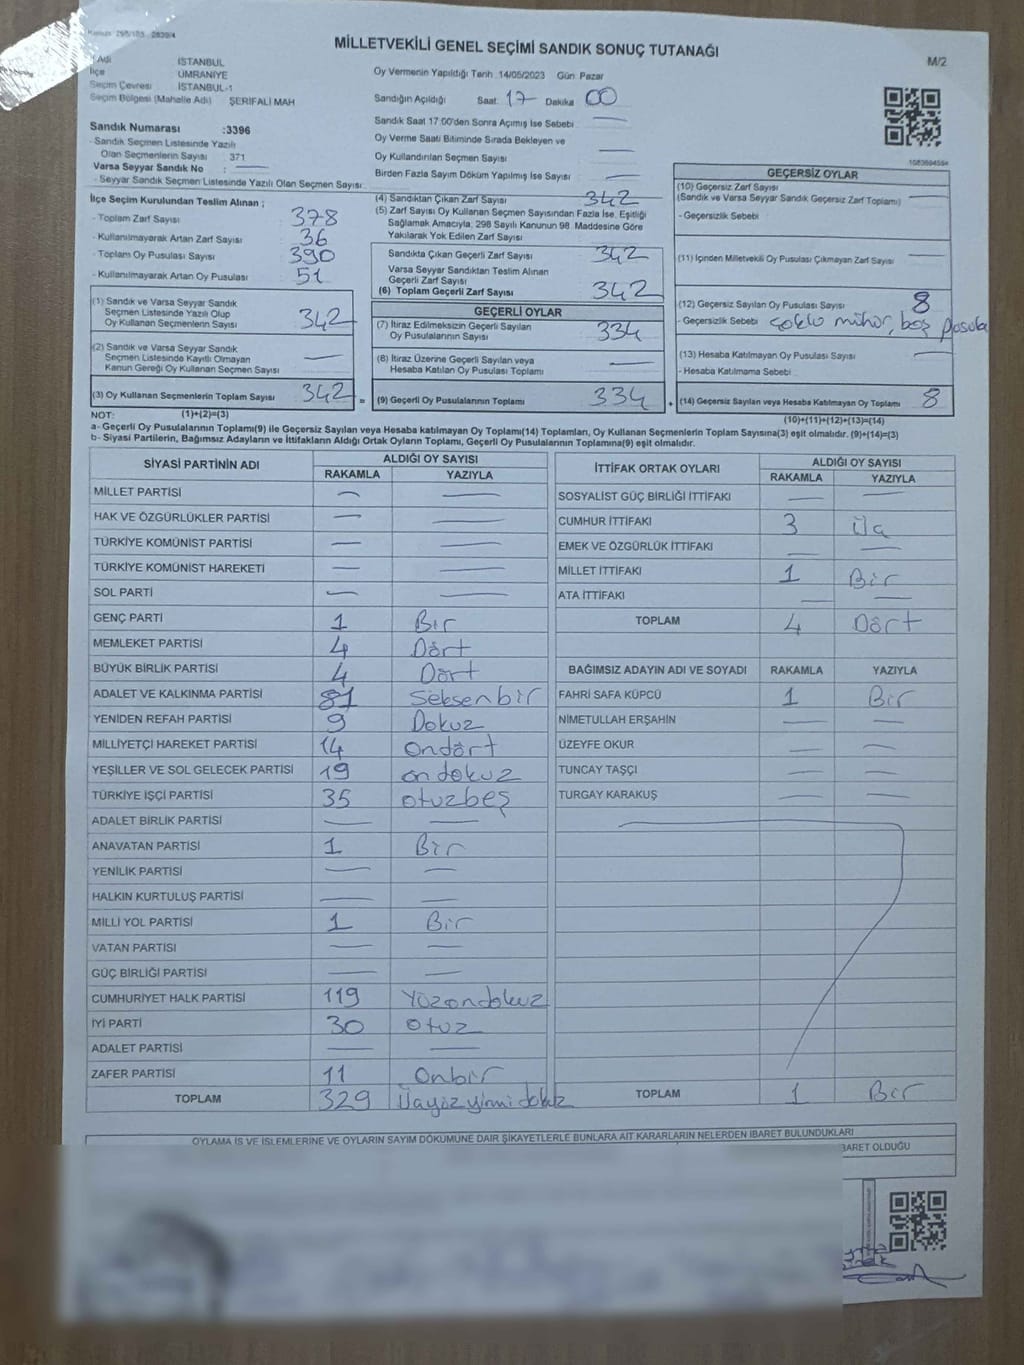 MİLLETVEKİLİ GENEL SEÇİMİ SANDIK SONUÇ TUTANAĞI
M/2
Adı İSTANBUL
İlçe ÜMRANİYE
Seçim Çevresi İSTANBUL-1
Seçim Bölgesi (Mahalle Adı) ŞERİFALİ MAH
Oy Vermenin Yapıldığı Tarih 14/05/2023 Gün: Pazar
Sandığın Açıldığı Saat 17 Dakika 00
Sandık Saat 17:00'den Sonra Açılmış İse Sebebi
Oy Verme Saati Bitiminde Sırada Bekleyen ve
Oy Kullandırılan Seçmen Sayısı
Birden Fazla Sayım Döküm Yapılmış İse Sayısı
Sandık Numarası :3396
- Sandık Seçmen Listesinde Yazılı
Olan Seçmenlerin Sayısı : 371
Varsa Seyyar Sandık No :
- Seyyar Sandık Seçmen Listesinde Yazılı Olan Seçmen Sayısı
İlçe Seçim Kurulundan Teslim Alınan ;
- Toplam Zarf Sayısı 378
- Kullanılmayarak Artan Zarf Sayısı 36
- Toplam Oy Pusulası Sayısı 390
- Kullanılmayarak Artan Oy Pusulası 51
(1) Sandık ve Varsa Seyyar Sandık
Seçmen Listesinde Yazılı Olup
Oy Kullanan Seçmenlerin Sayısı 342
(2) Sandık ve Varsa Seyyar Sandık
Seçmen Listesinde Kayıtlı Olmayan
Kanun Gereği Oy Kullanan Seçmen Sayısı
(3) Oy Kullanan Seçmenlerin Toplam Sayısı 342 =
(4) Sandıktan Çıkan Zarf Sayısı 342
(5) Zarf Sayısı Oy Kullanan Seçmen Sayısından Fazla İse, Eşitliği
Sağlamak Amacıyla; 298 Sayılı Kanunun 98. Maddesine Göre
Yakılarak Yok Edilen Zarf Sayısı
Sandıkta Çıkan Geçerli Zarf Sayısı 342
Varsa Seyyar Sandıktan Teslim Alınan
Geçerli Zarf Sayısı
(6) Toplam Geçerli Zarf Sayısı 342
GEÇERLİ OYLAR
(7) İtiraz Edilmeksizin Geçerli Sayılan
Oy Pusulalarının Sayısı 334
(8) İtiraz Üzerine Geçerli Sayılan veya
Hesaba Katılan Oy Pusulası Toplamı
(9) Geçerli Oy Pusulalarının Toplamı 334 +
GEÇERSİZ OYLAR
(10) Geçersiz Zarf Sayısı
(Sandık ve Varsa Seyyar Sandık Geçersiz Zarf Toplamı)
- Geçersizlik Sebebi
(11) İçinden Milletvekili Oy Pusulası Çıkmayan Zarf Sayısı
(12) Geçersiz Sayılan Oy Pusulası Sayısı 8
- Geçersizlik Sebebi çoklu mühür, boş pusula
(13) Hesaba Katılmayan Oy Pusulası Sayısı
- Hesaba Katılmama Sebebi
(14) Geçersiz Sayılan veya Hesaba Katılmayan Oy Toplamı 8
NOT: (1)+(2)=(3) (10)+(11)+(12)+(13)=(14)
a- Geçerli Oy Pusulalarının Toplamı(9) ile Geçersiz Sayılan veya Hesaba katılmayan Oy Toplamı(14) Toplamları, Oy Kullanan Seçmenlerin Toplam Sayısına(3) eşit olmalıdır. (9)+(14)=(3)
b- Siyasi Partilerin, Bağımsız Adayların ve İttifakların Aldığı Ortak Oyların Toplamı, Geçerli Oy Pusulalarının Toplamına(9) eşit olmalıdır.
SİYASİ PARTİNİN ADI ALDIĞI OY SAYISI
RAKAMLA YAZIYLA
MİLLET PARTİSİ
HAK VE ÖZGÜRLÜKLER PARTİSİ
TÜRKİYE KOMÜNİST PARTİSİ
TÜRKİYE KOMÜNİST HAREKETİ
SOL PARTİ
GENÇ PARTİ 1 Bir
MEMLEKET PARTİSİ 4 Dört
BÜYÜK BİRLİK PARTİSİ 4 Dört
ADALET VE KALKINMA PARTİSİ 81 Seksenbir
YENİDEN REFAH PARTİSİ 9 Dokuz
MİLLİYETÇİ HAREKET PARTİSİ 14 ondört
YEŞİLLER VE SOL GELECEK PARTİSİ 19 ondokuz
TÜRKİYE İŞÇİ PARTİSİ 35 otuzbeş
ADALET BİRLİK PARTİSİ
ANAVATAN PARTİSİ 1 Bir
YENİLİK PARTİSİ
HALKIN KURTULUŞ PARTİSİ
MİLLİ YOL PARTİSİ 1 Bir
VATAN PARTİSİ
GÜÇ BİRLİĞİ PARTİSİ
CUMHURİYET HALK PARTİSİ 119 Yüzondokuz
İYİ PARTİ 30 otuz
ADALET PARTİSİ
ZAFER PARTİSİ 11 Onbir
TOPLAM 329 Üçyüzyirmidokuz
İTTİFAK ORTAK OYLARI ALDIĞI OY SAYISI
RAKAMLA YAZIYLA
SOSYALİST GÜÇ BİRLİĞİ İTTİFAKI
CUMHUR İTTİFAKI 3 Üç
EMEK VE ÖZGÜRLÜK İTTİFAKI
MİLLET İTTİFAKI 1 Bir
ATA İTTİFAKI
TOPLAM 4 Dört
BAĞIMSIZ ADAYIN ADI VE SOYADI RAKAMLA YAZIYLA
FAHRİ SAFA KÜPCÜ 1 Bir
NİMETULLAH ERŞAHİN
ÜZEYFE OKUR
TUNCAY TAŞÇI
TURGAY KARAKUŞ
TOPLAM 1 Bir
OYLAMA İŞ VE İŞLEMLERİNE VE OYLARIN SAYIM DÖKÜMÜNE DAİR ŞİKAYETLERLE BUNLARA AİT KARARLARIN NELERDEN İBARET BULUNDUKLARI
İBARET OLDUĞU